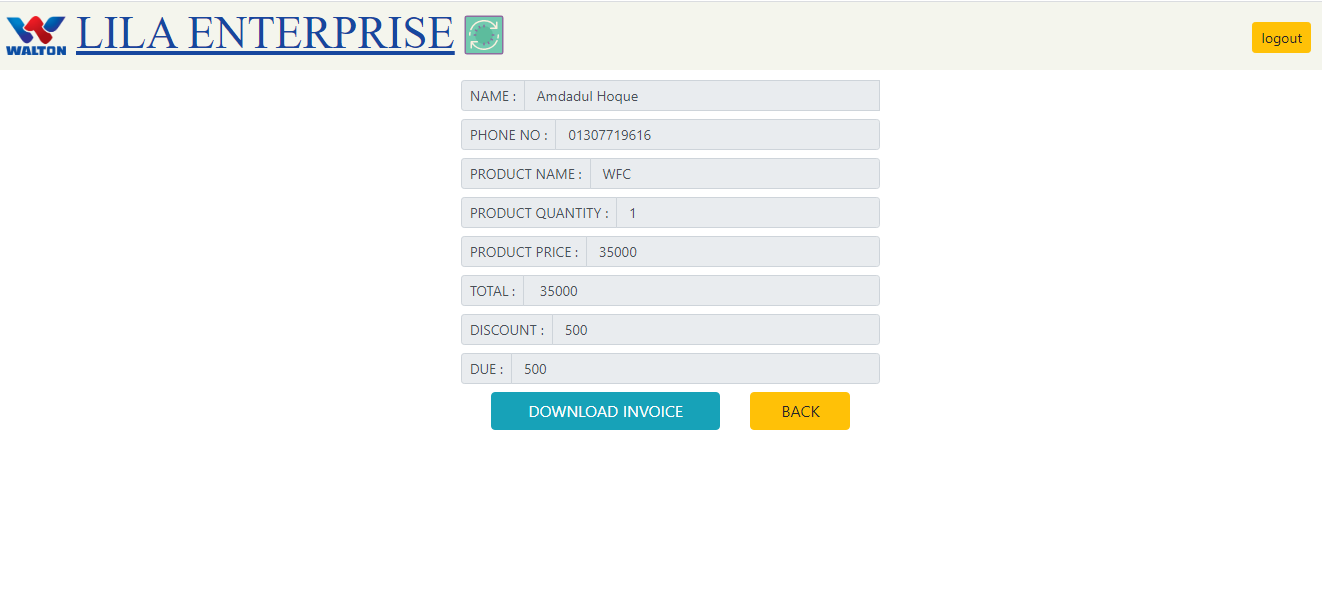 WALTON LILA ENTERPRISE logout
NAME : Amdadul Hoque
PHONE NO : 01307719616
PRODUCT NAME : WFC
PRODUCT QUANTITY : 1
PRODUCT PRICE : 35000
TOTAL : 35000
DISCOUNT : 500
DUE : 500
DOWNLOAD INVOICE BACK